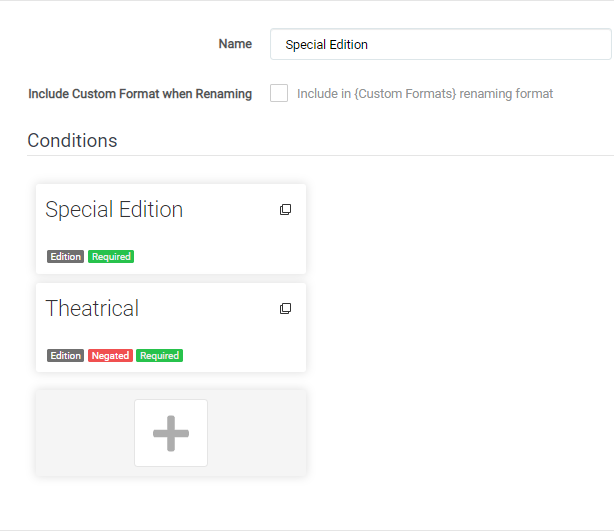 Name Special Edition
Include Custom Format when Renaming Include in {Custom Formats} renaming format
Conditions
Special Edition
Edition Required
Theatrical
Edition Negated Required